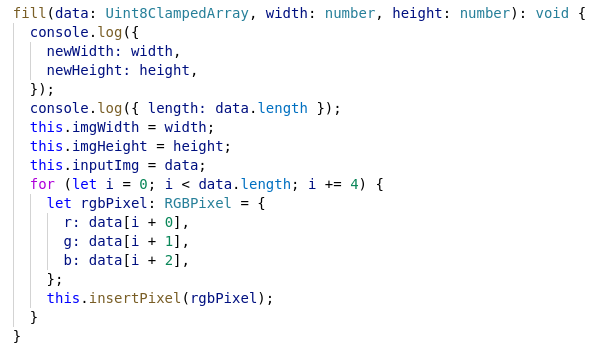 fill(data: Uint8ClampedArray, width: number, height: number): void {
  console.log({
    newWidth: width,
    newHeight: height,
  });
  console.log({ length: data.length });
  this.imgWidth = width;
  this.imgHeight = height;
  this.inputImg = data;
  for (let i = 0; i < data.length; i += 4) {
    let rgbPixel: RGBPixel = {
      r: data[i + 0],
      g: data[i + 1],
      b: data[i + 2],
    };
    this.insertPixel(rgbPixel);
  }
}